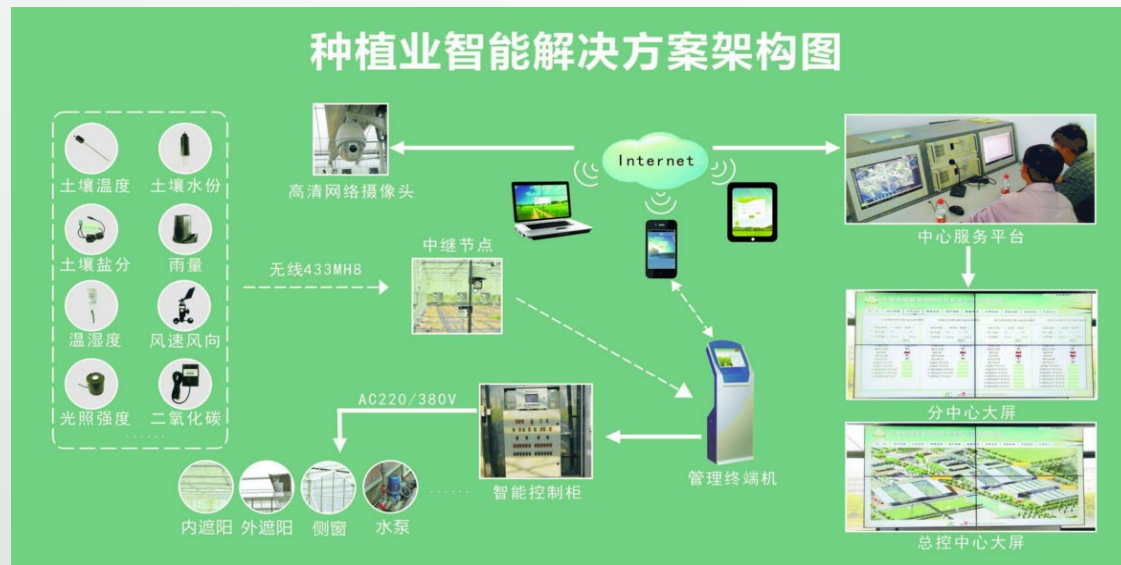 种植业智能解决方案架构图
Internet
高清网络摄像头
中心服务平台
土壤温度
土壤水份
土壤盐分
雨量
温湿度
风速风向
光照强度
二氧化碳
......
无线433MH8
中继节点
AC220/380V
智能控制柜
管理终端机
内遮阳
外遮阳
侧窗
水泵
......
分中心大屏
总控中心大屏